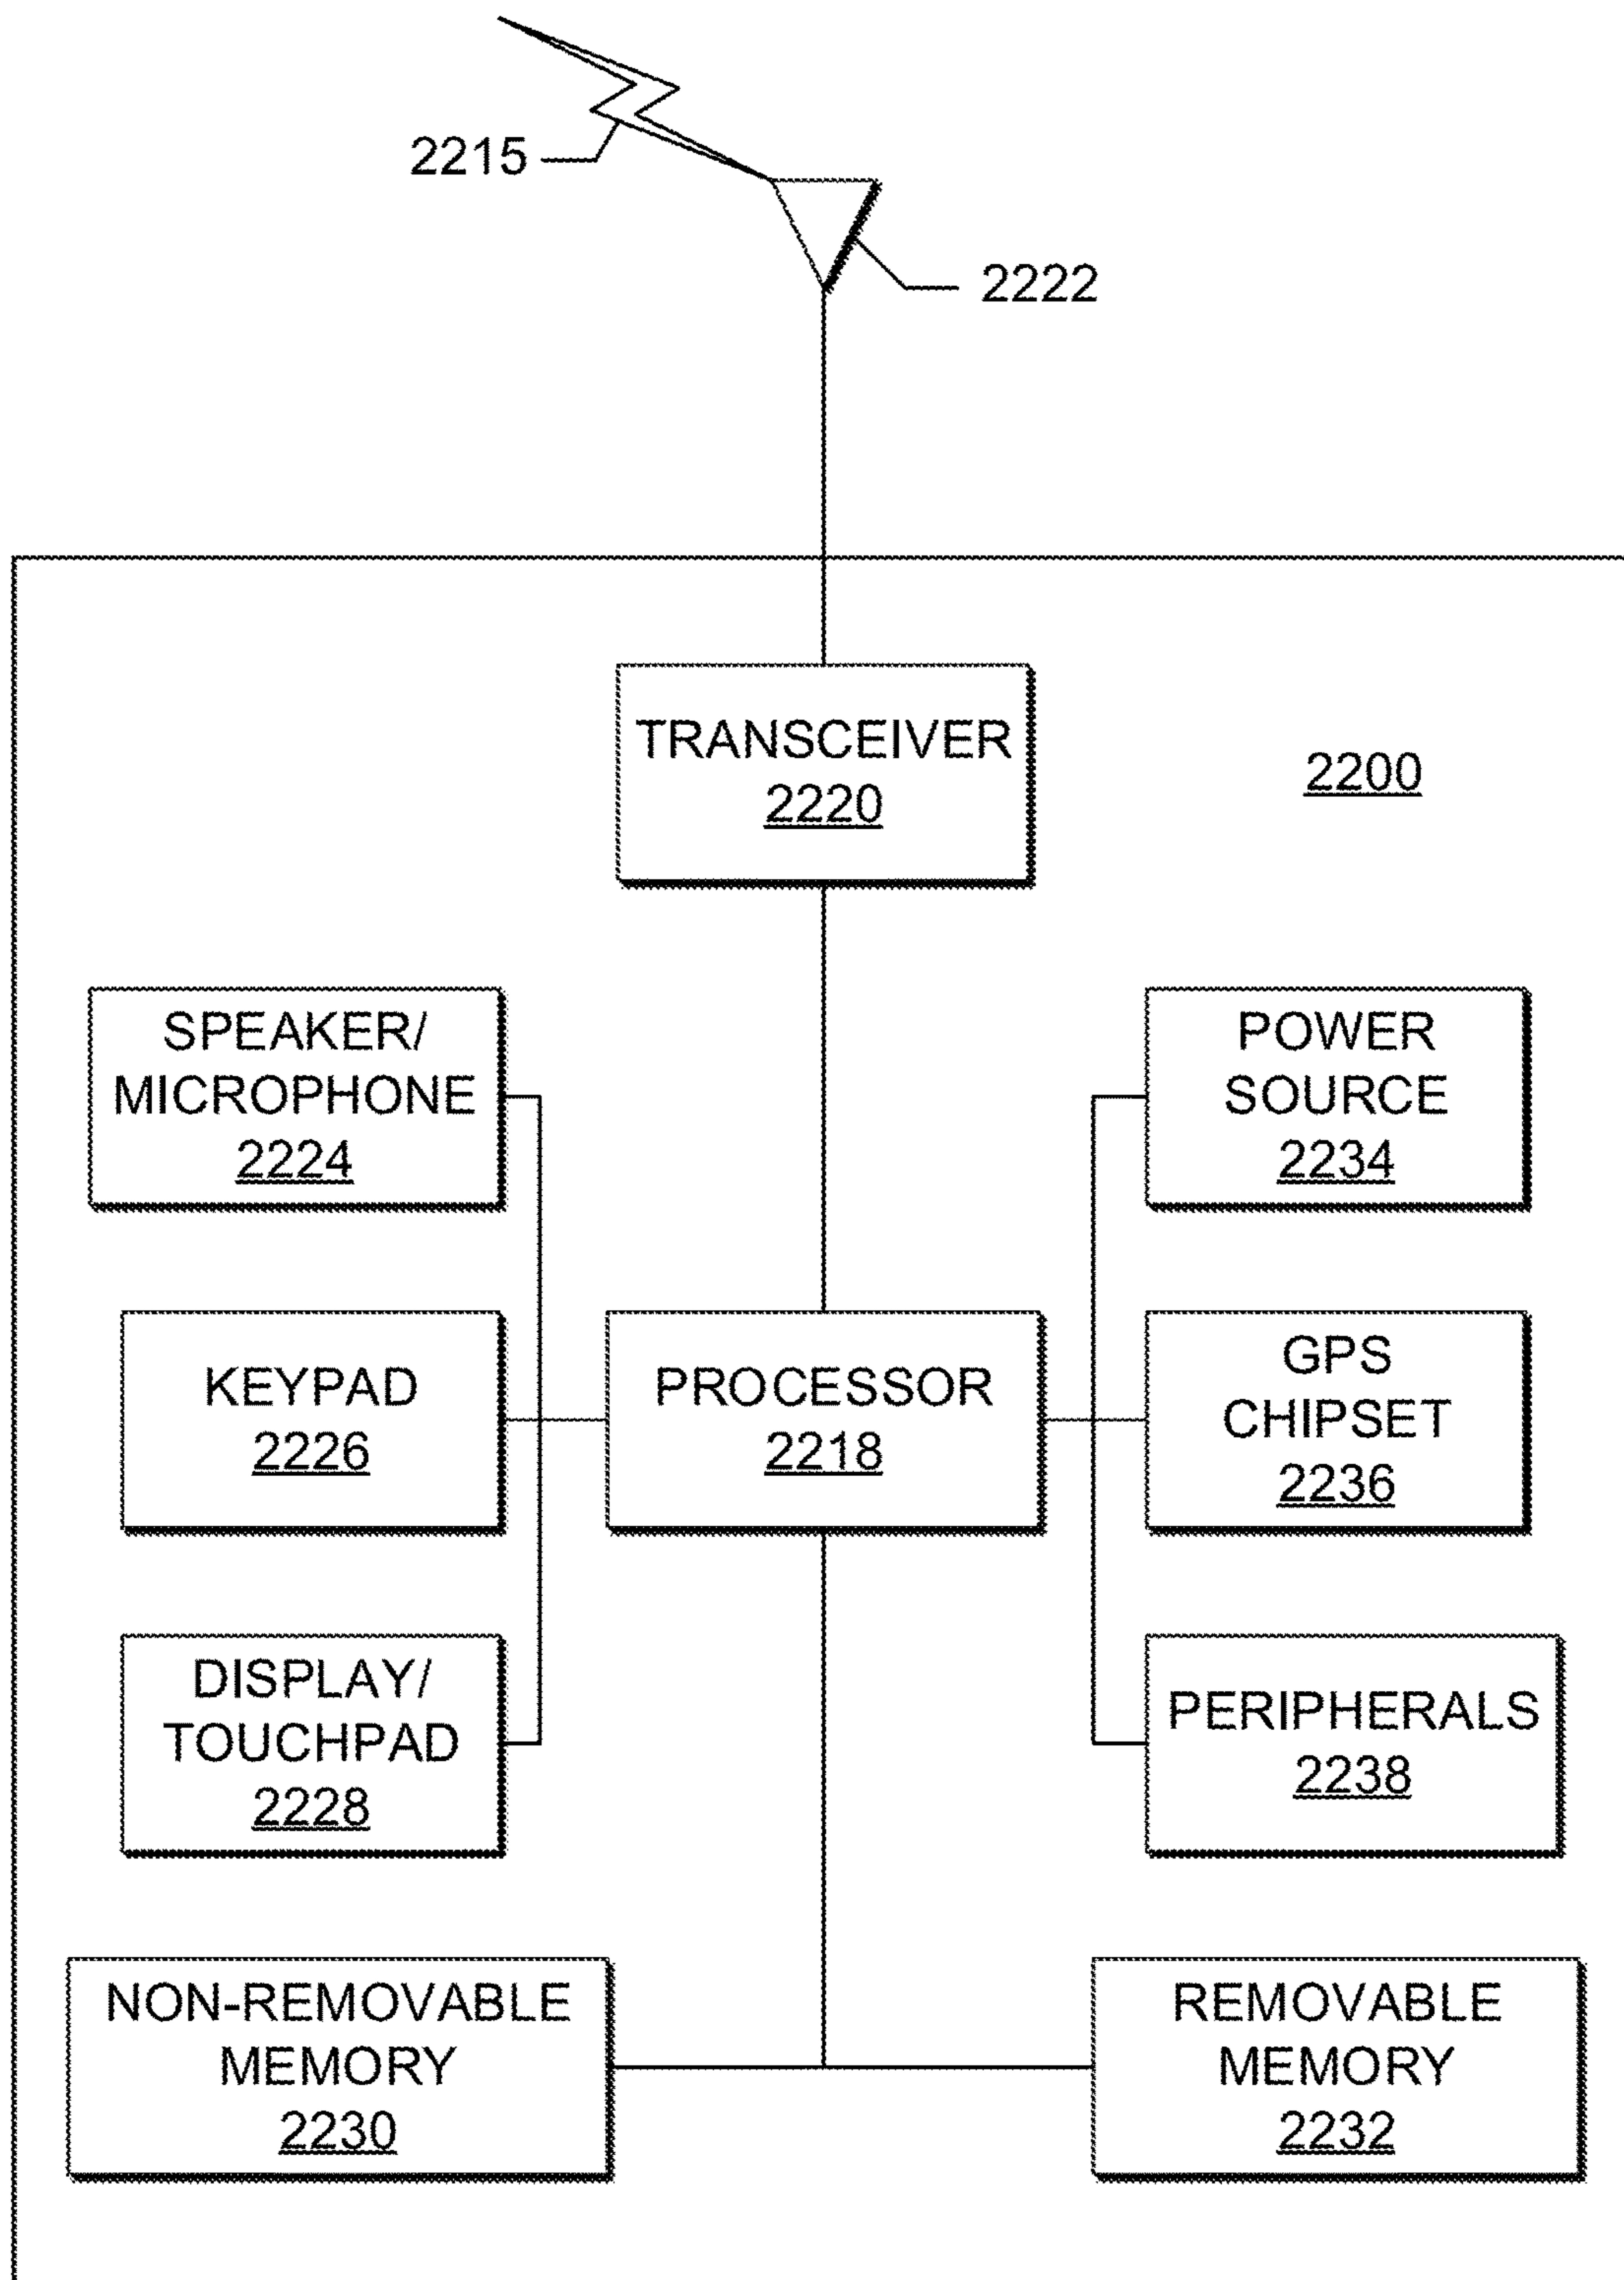 2215
2222
TRANSCEIVER
2220
2200
SPEAKER/
MICROPHONE
2224
POWER
SOURCE
2234
KEYPAD
2226
PROCESSOR
2218
GPS
CHIPSET
2236
DISPLAY/
TOUCHPAD
2228
PERIPHERALS
2238
NON-REMOVABLE
MEMORY
2230
REMOVABLE
MEMORY
2232